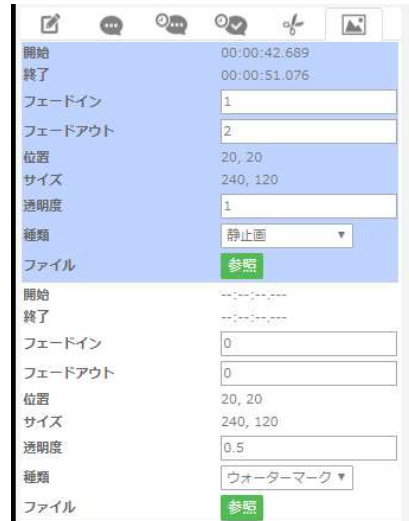 開始 00:00:42.689
終了 00:00:51.076
フェードイン 1
フェードアウト 2
位置 20, 20
サイズ 240, 120
透明度 1
種類 静止画
ファイル 参照
開始 --:--:--.---
終了 --:--:--.---
フェードイン 0
フェードアウト 0
位置 20, 20
サイズ 240, 120
透明度 0.5
種類 ウォーターマーク
ファイル 参照